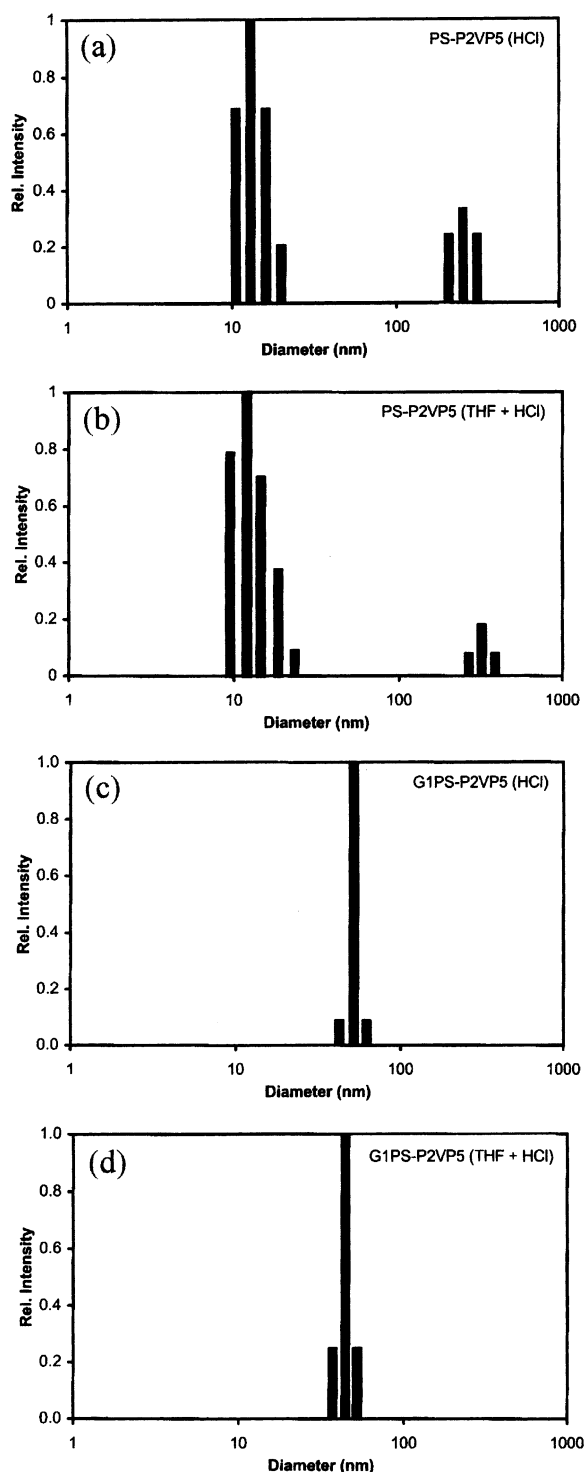 (a)
PS-P2VP5 (HCl)
Rel. Intensity
1
0.8
0.6
0.4
0.2
0
1 10 100 1000
Diameter (nm)
(b)
PS-P2VP5 (THF + HCl)
Rel. Intensity
1
0.8
0.6
0.4
0.2
0
1 10 100 1000
Diameter (nm)
(c)
G1PS-P2VP5 (HCl)
Rel. Intensity
1.0
0.8
0.6
0.4
0.2
0.0
1 10 100 1000
Diameter (nm)
(d)
G1PS-P2VP5 (THF + HCl)
Rel. Intensity
1.0
0.8
0.6
0.4
0.2
0.0
1 10 100 1000
Diameter (nm)